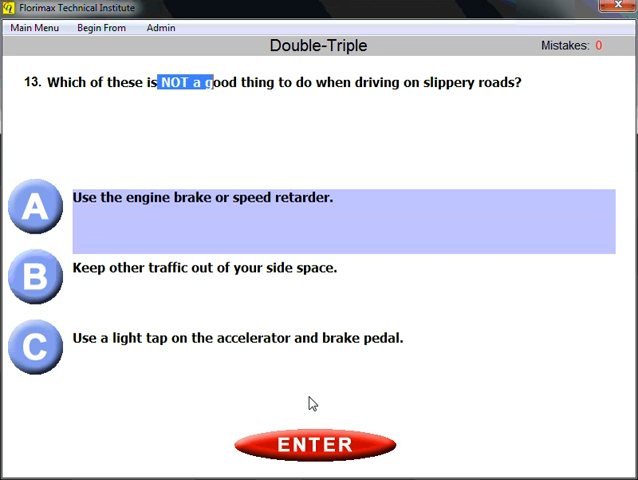 Florimax Technical Institute
Main Menu Begin From Admin
Double-Triple Mistakes: 0
13. Which of these is NOT a good thing to do when driving on slippery roads?
A Use the engine brake or speed retarder.
B Keep other traffic out of your side space.
C Use a light tap on the accelerator and brake pedal.
ENTER